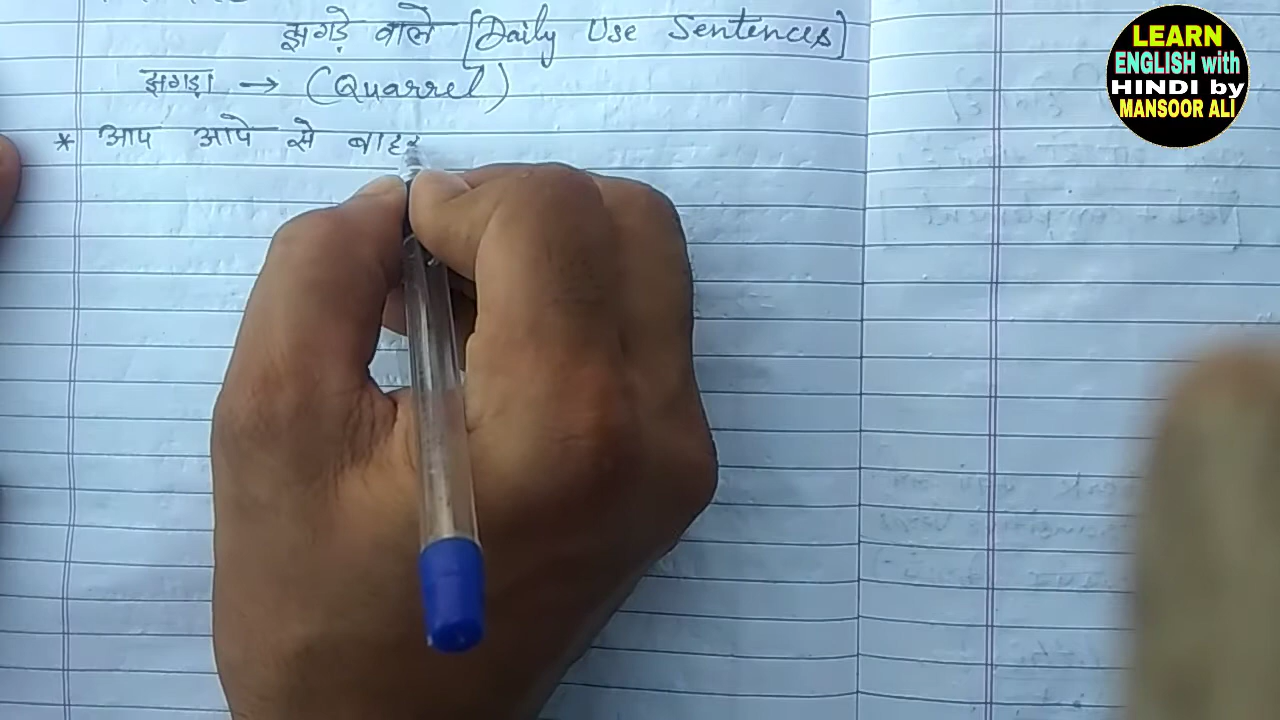 झगड़े वाले [Daily Use Sentences]
झगड़ा → (Quarrel)
* आप आपे से बाहर
LEARN
ENGLISH with
HINDI by
MANSOOR ALI